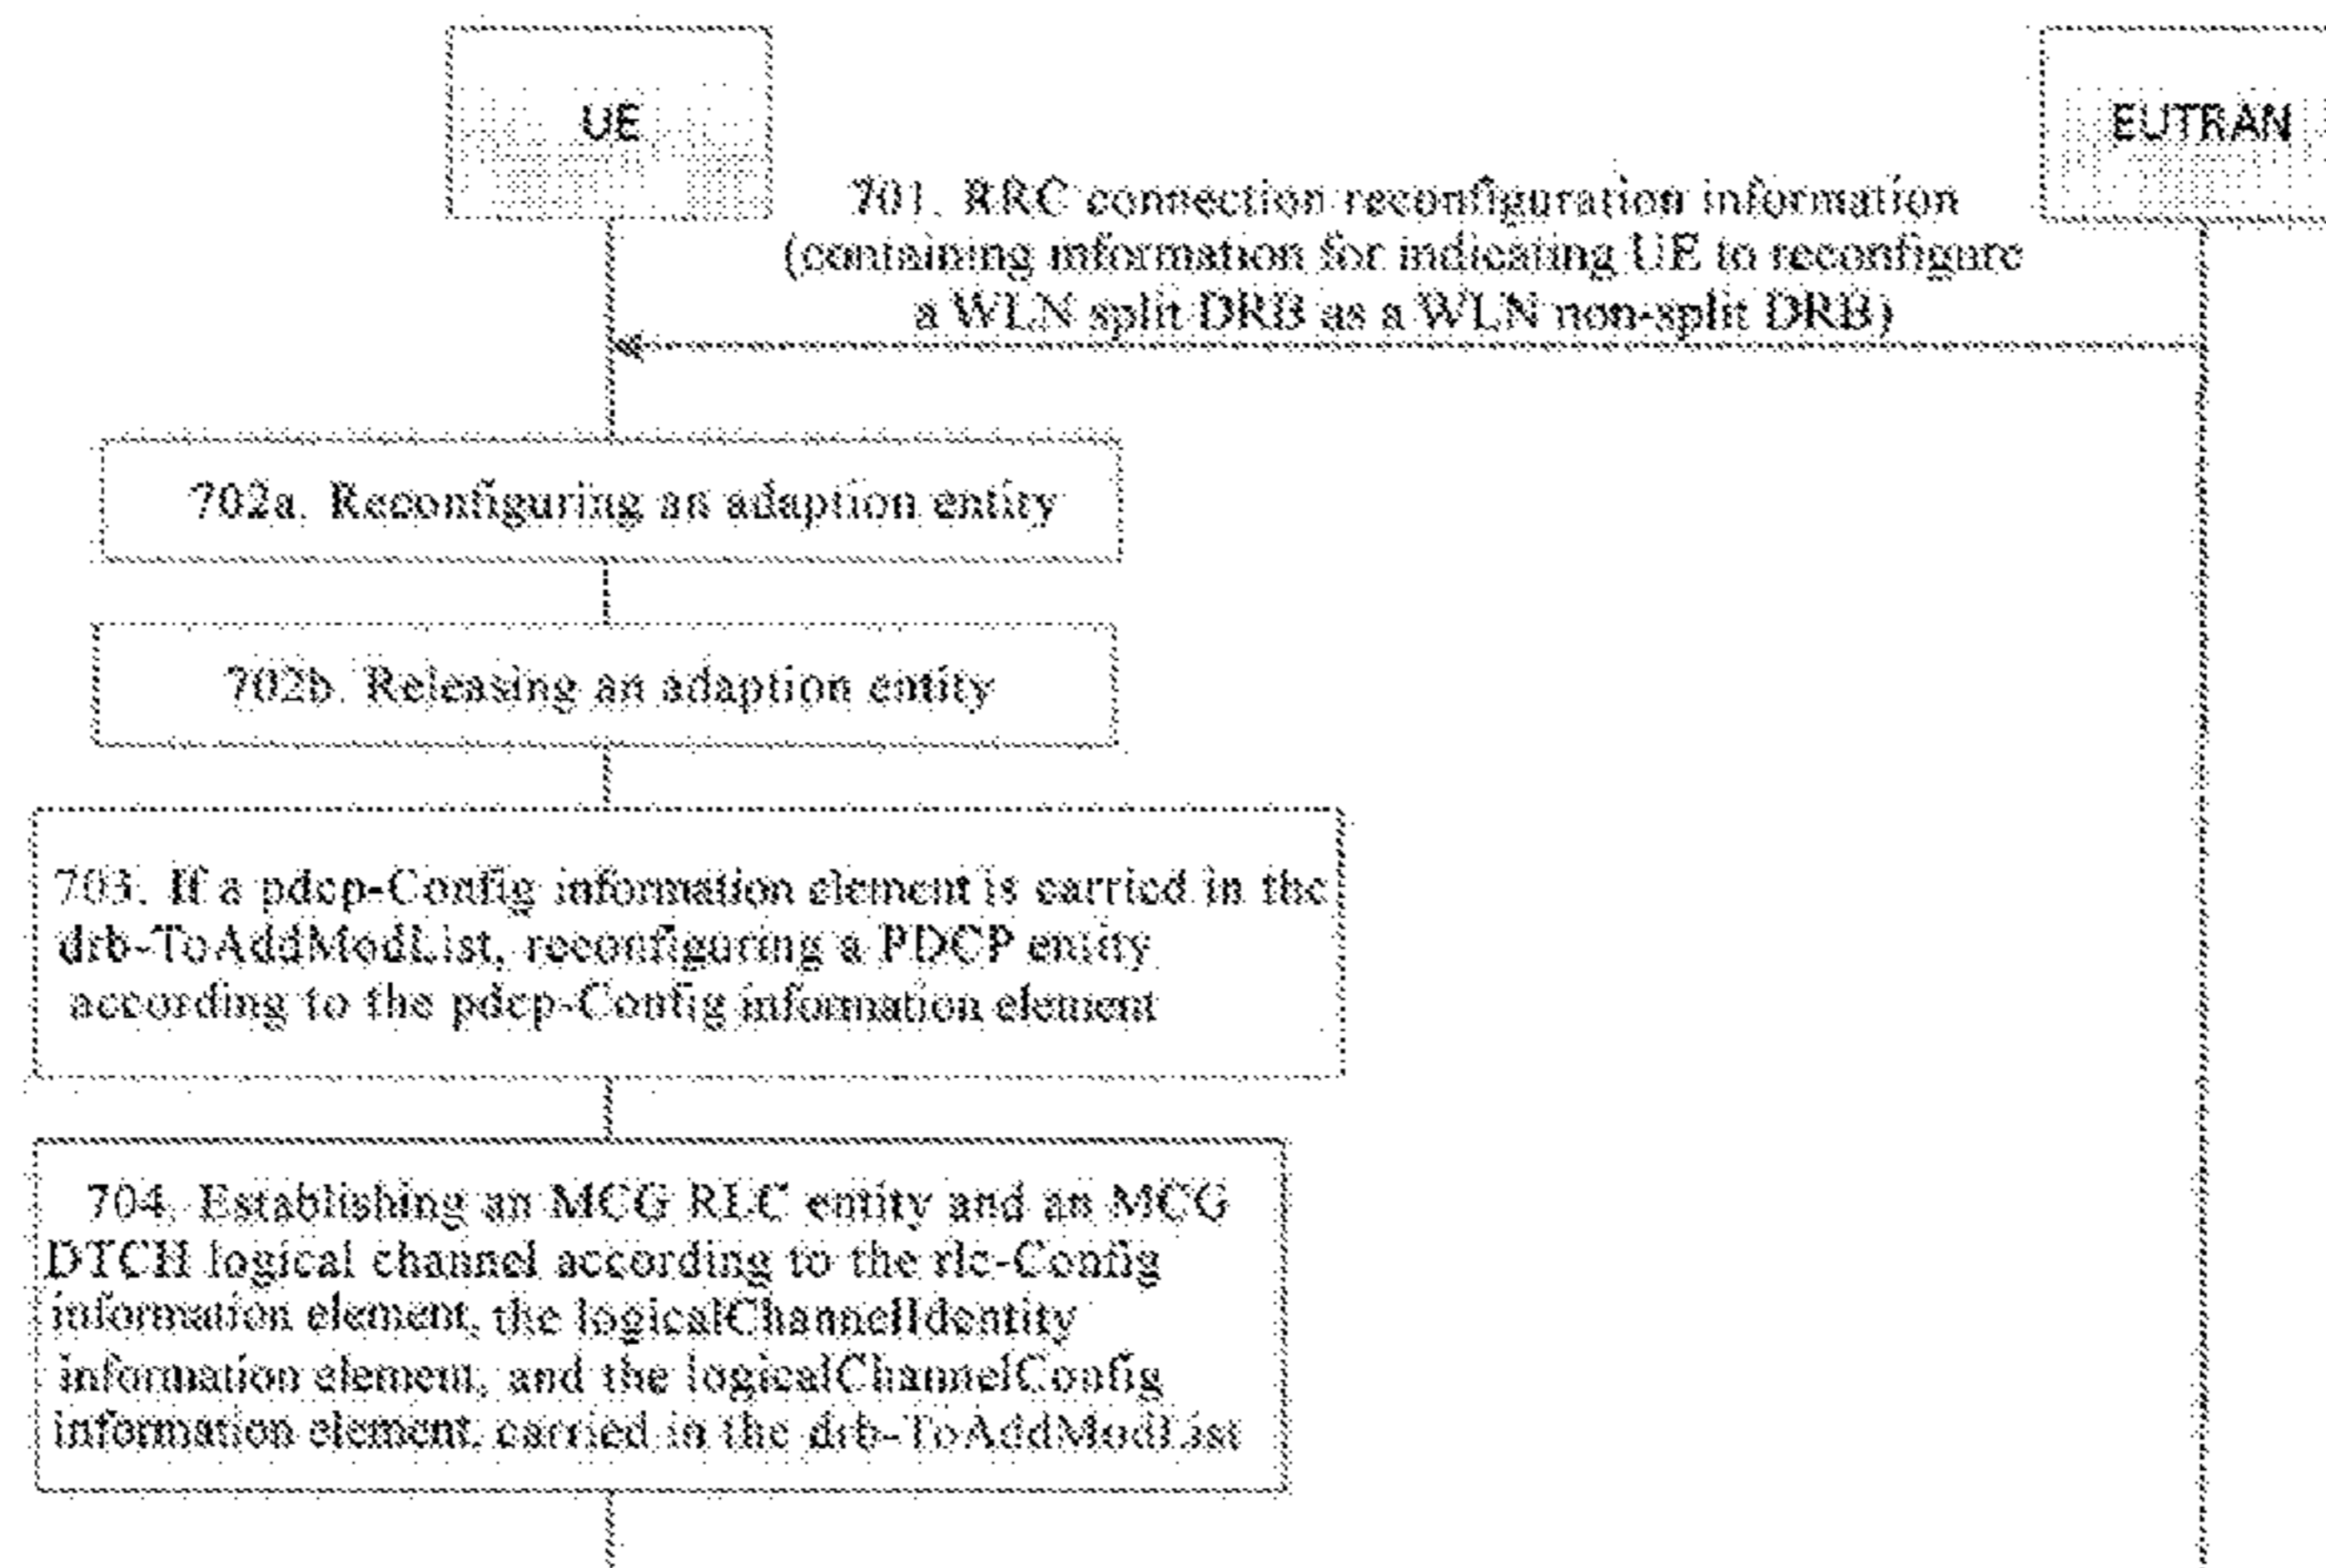 UE
EUTRAN
701. RRC connection reconfiguration information
(containing information for indicating UE to reconfigure
a WLN split DRB as a WLN non-split DRB)
702a. Reconfiguring an adaption entity
702b. Releasing an adaption entity
703. If a pdcp-Config information element is carried in the
drb-ToAddModList, reconfiguring a PDCP entity
according to the pdcp-Config information element
704. Establishing an MCG RLC entity and an MCG
DTCH logical channel according to the rlc-Config
information element, the logicalChannelIdentity
information element, and the logicalChannelConfig
information element, carried in the drb-ToAddModList